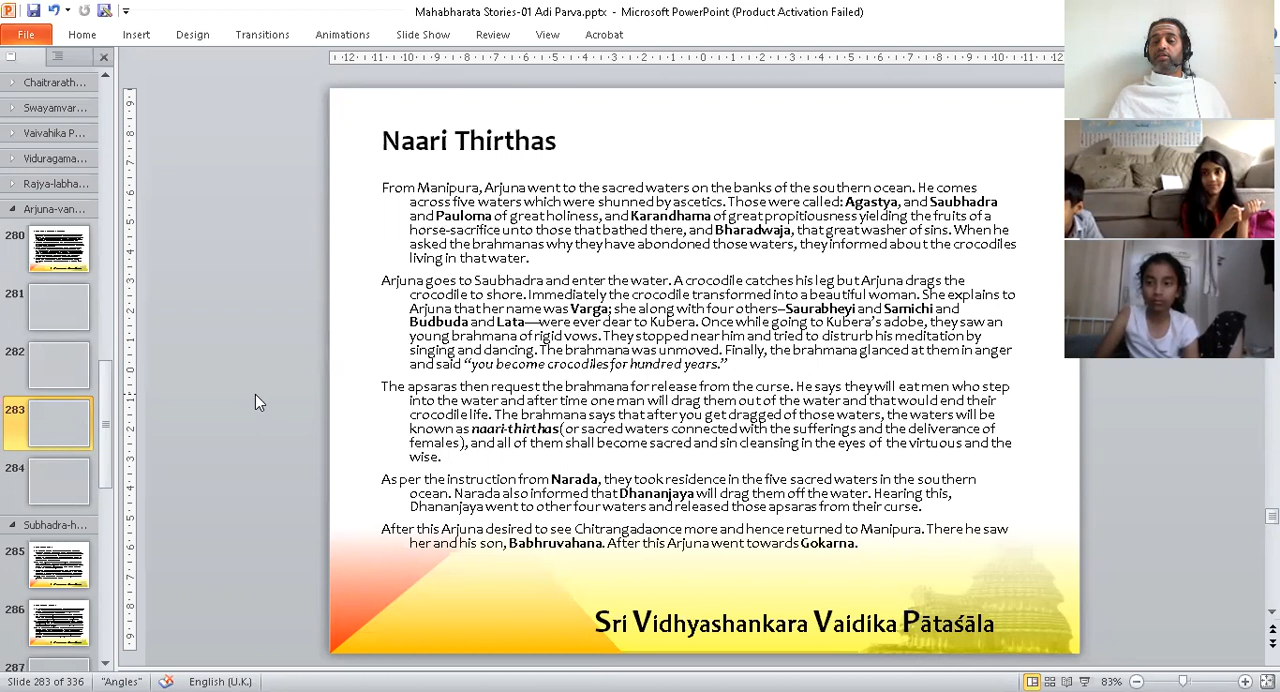 Mahabharata Stories-01 Adi Parva.pptx - Microsoft PowerPoint (Product Activation Failed)
File Home Insert Design Transitions Animations Slide Show Review View Acrobat
Chaitrarath...
Swayamvar...
Vaivahika P...
Viduragama...
Rajya-labha...
Arjuna-van...
280
281
282
283
284
Subhadra-h...
285
286
287
Naari Thirthas
From Manipura, Arjuna went to the sacred waters on the banks of the southern ocean. He comes
across five waters which were shunned by ascetics. Those were called: Agastya, and Saubhadra
and Pauloma of great holiness, and Karandhama of great propitiousness yielding the fruits of a
horse-sacrifice unto those that bathed there, and Bharadwaja, that great washer of sins. When he
asked the brahmanas why they have abondoned those waters, they informed about the crocodiles
living in that water.
Arjuna goes to Saubhadra and enter the water. A crocodile catches his leg but Arjuna drags the
crocodile to shore. Immediately the crocodile transformed into a beautiful woman. She explains to
Arjuna that her name was Varga; she along with four others—Saurabheyi and Samichi and
Budbuda and Lata—were ever dear to Kubera. Once while going to Kubera's adobe, they saw an
young brahmana of rigid vows. They stopped near him and tried to distrurb his meditation by
singing and dancing. The brahmana was unmoved. Finally, the brahmana glanced at them in anger
and said "you become crocodiles for hundred years."
The apsaras then request the brahmana for release from the curse. He says they will eat men who step
into the water and after time one man will drag them out of the water and that would end their
crocodile life. The brahmana says that after you get dragged of those waters, the waters will be
known as naari-thirthas(or sacred waters connected with the sufferings and the deliverance of
females), and all of them shall become sacred and sin cleansing in the eyes of the virtuous and the
wise.
As per the instruction from Narada, they took residence in the five sacred waters in the southern
ocean. Narada also informed that Dhananjaya will drag them off the water. Hearing this,
Dhananjaya went to other four waters and released those apsaras from their curse.
After this Arjuna desired to see Chitrangadaonce more and hence returned to Manipura. There he saw
her and his son, Babhruvahana. After this Arjuna went towards Gokarna.
Sri Vidhyashankara Vaidika Pātaśāla
Slide 283 of 336 "Angles" English (U.K.) 83%